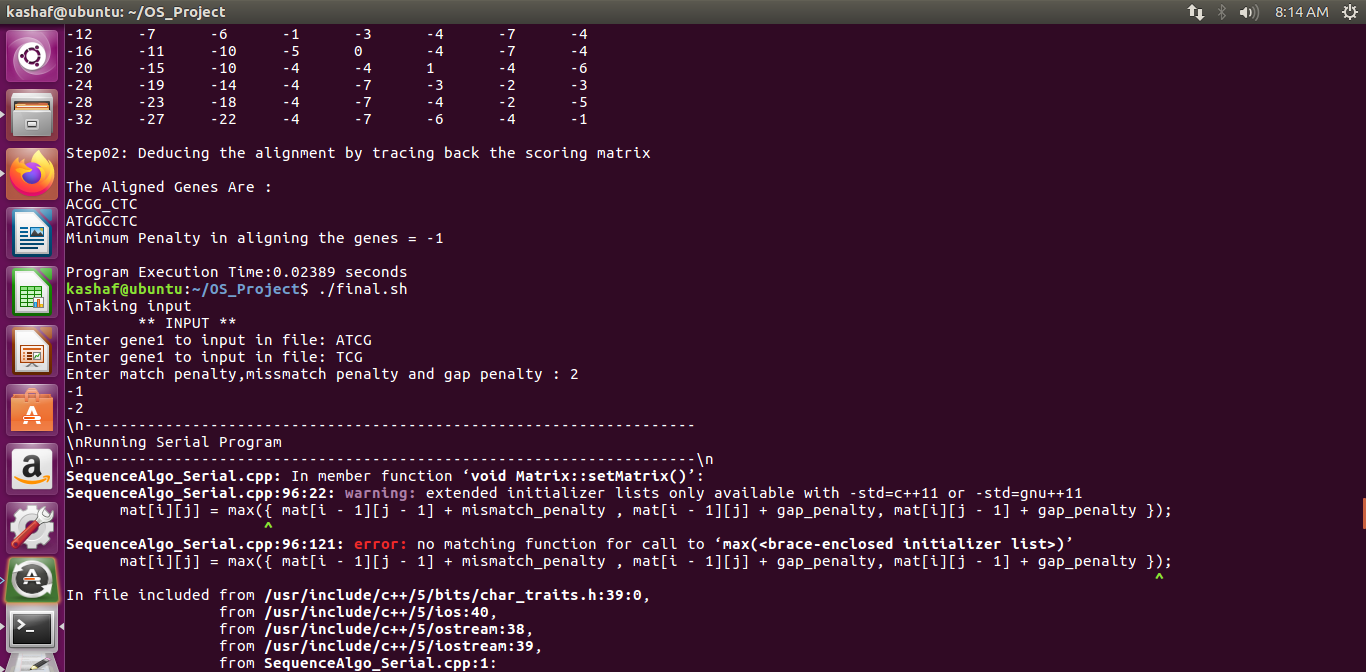 kashaf@ubuntu: ~/OS_Project
8:14 AM
-12 -7 -6 -1 -3 -4 -7 -4
-16 -11 -10 -5 0 -4 -7 -4
-20 -15 -10 -4 -4 1 -4 -6
-24 -19 -14 -4 -7 -3 -2 -3
-28 -23 -18 -4 -7 -4 -2 -5
-32 -27 -22 -4 -7 -6 -4 -1
Step02: Deducing the alignment by tracing back the scoring matrix
The Aligned Genes Are :
ACGG_CTC
ATGGCCTC
Minimum Penalty in aligning the genes = -1
Program Execution Time:0.02389 seconds
kashaf@ubuntu:~/OS_Project$ ./final.sh
\nTaking input
** INPUT **
Enter gene1 to input in file: ATCG
Enter gene1 to input in file: TCG
Enter match penalty,missmatch penalty and gap penalty : 2
-1
-2
\n--------------------------------------------------------------------
\nRunning Serial Program
\n--------------------------------------------------------------------\n
SequenceAlgo_Serial.cpp: In member function ‘void Matrix::setMatrix()’:
SequenceAlgo_Serial.cpp:96:22: warning: extended initializer lists only available with -std=c++11 or -std=gnu++11
mat[i][j] = max({ mat[i - 1][j - 1] + mismatch_penalty , mat[i - 1][j] + gap_penalty, mat[i][j - 1] + gap_penalty });
^
SequenceAlgo_Serial.cpp:96:121: error: no matching function for call to ‘max(<brace-enclosed initializer list>)’
mat[i][j] = max({ mat[i - 1][j - 1] + mismatch_penalty , mat[i - 1][j] + gap_penalty, mat[i][j - 1] + gap_penalty });
^
In file included from /usr/include/c++/5/bits/char_traits.h:39:0,
from /usr/include/c++/5/ios:40,
from /usr/include/c++/5/ostream:38,
from /usr/include/c++/5/iostream:39,
from SequenceAlgo_Serial.cpp:1: